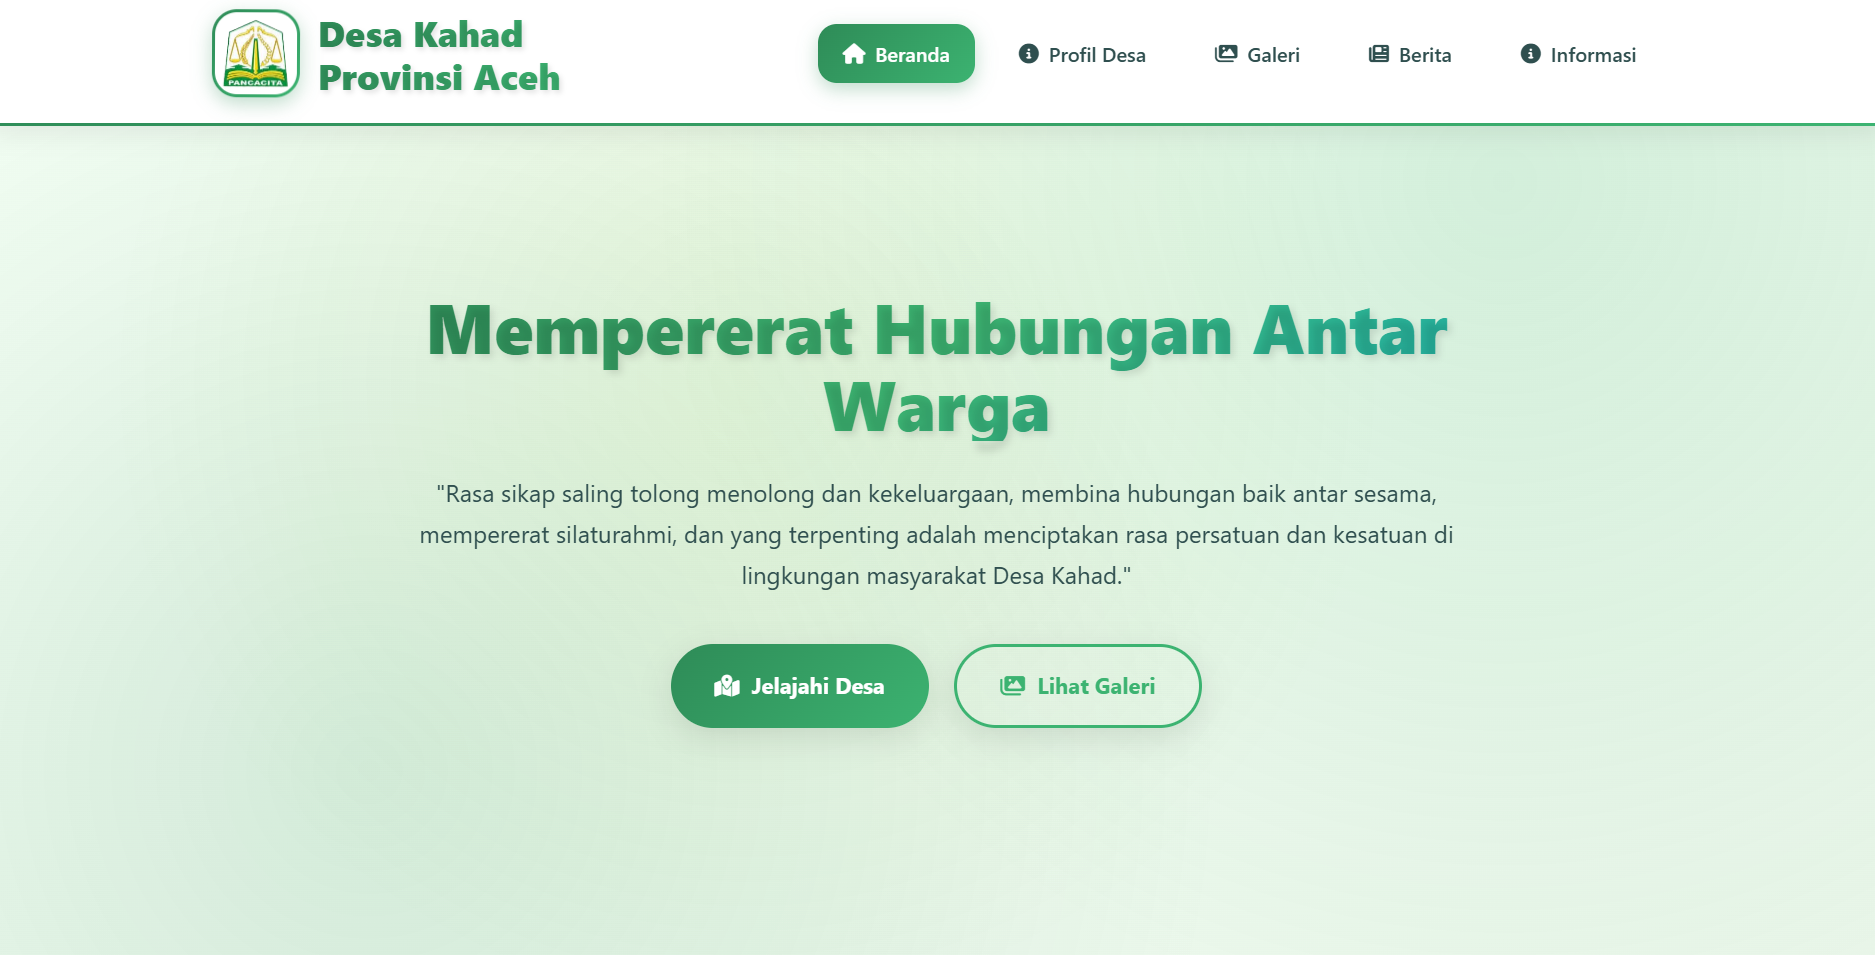 PANCACITA
Desa Kahad
Provinsi Aceh
Beranda
Profil Desa
Galeri
Berita
Informasi
Mempererat Hubungan Antar
Warga
"Rasa sikap saling tolong menolong dan kekeluargaan, membina hubungan baik antar sesama,
mempererat silaturahmi, dan yang terpenting adalah menciptakan rasa persatuan dan kesatuan di
lingkungan masyarakat Desa Kahad."
Jelajahi Desa
Lihat Galeri